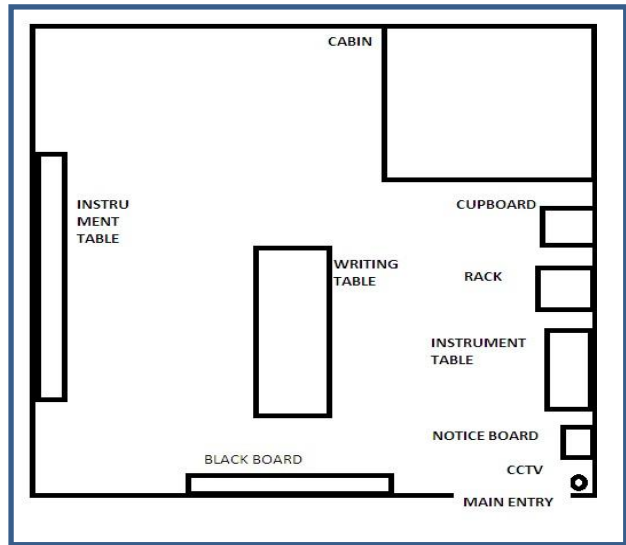 CABIN
INSTRU
MENT
TABLE
CUPBOARD
WRITING
TABLE
RACK
INSTRUMENT
TABLE
NOTICE BOARD
BLACK BOARD
CCTV
MAIN ENTRY